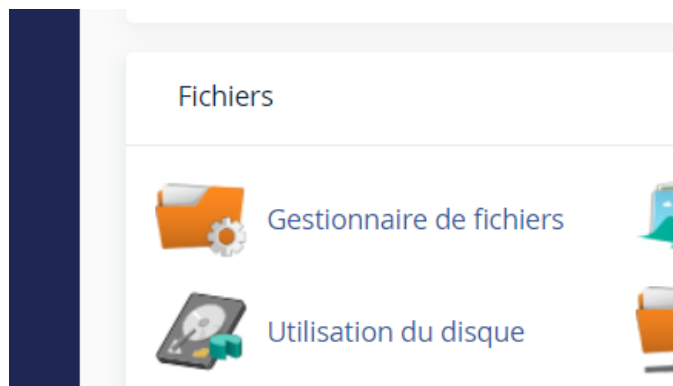 Fichiers
Gestionnaire de fichiers
Utilisation du disque